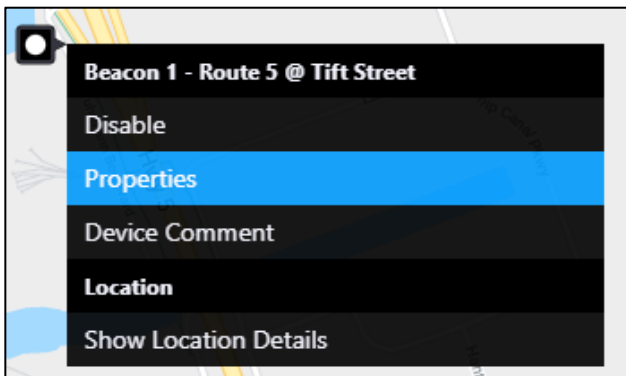 Beacon 1 - Route 5 @ Tift Street
Disable
Properties
Device Comment
Location
Show Location Details